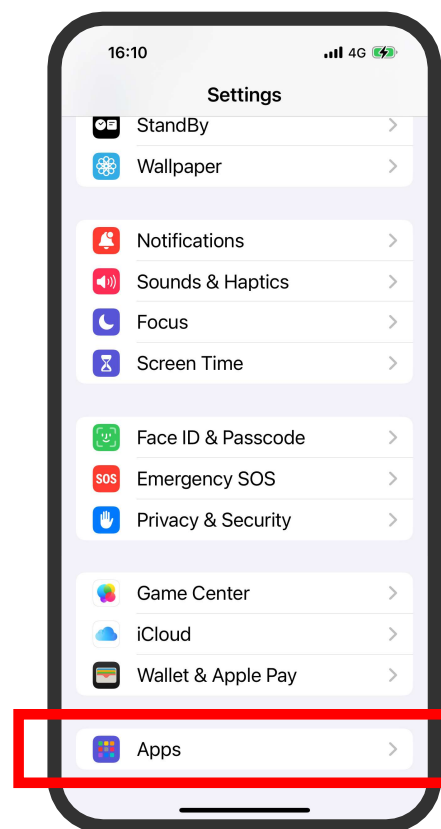 16:10 4G
Settings
StandBy
Wallpaper
Notifications
Sounds & Haptics
Focus
Screen Time
Face ID & Passcode
SOS Emergency SOS
Privacy & Security
Game Center
iCloud
Wallet & Apple Pay
Apps